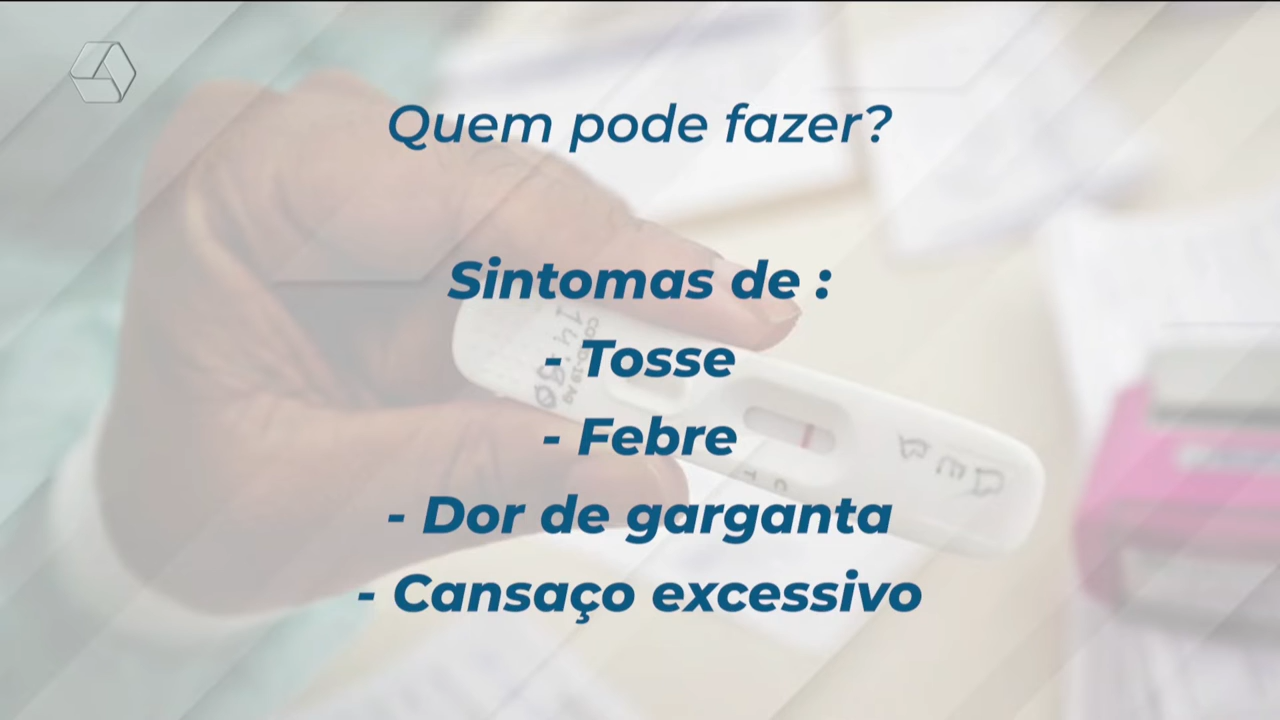 Quem pode fazer?
Sintomas de :
- Tosse
- Febre
- Dor de garganta
- Cansaço excessivo
C
T